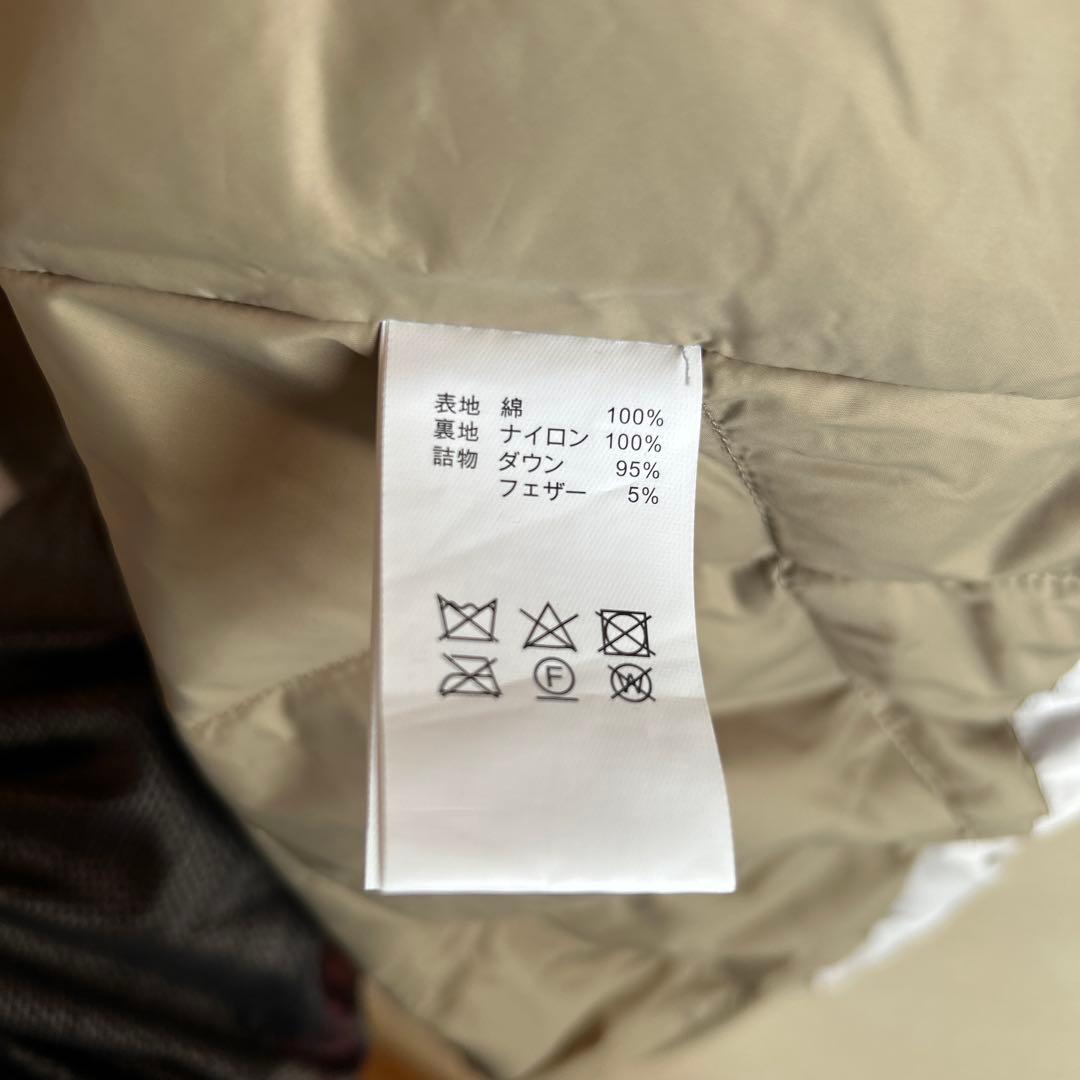 表地 綿 100%
裏地 ナイロン 100%
詰物 ダウン 95%
フェザー 5%
F W